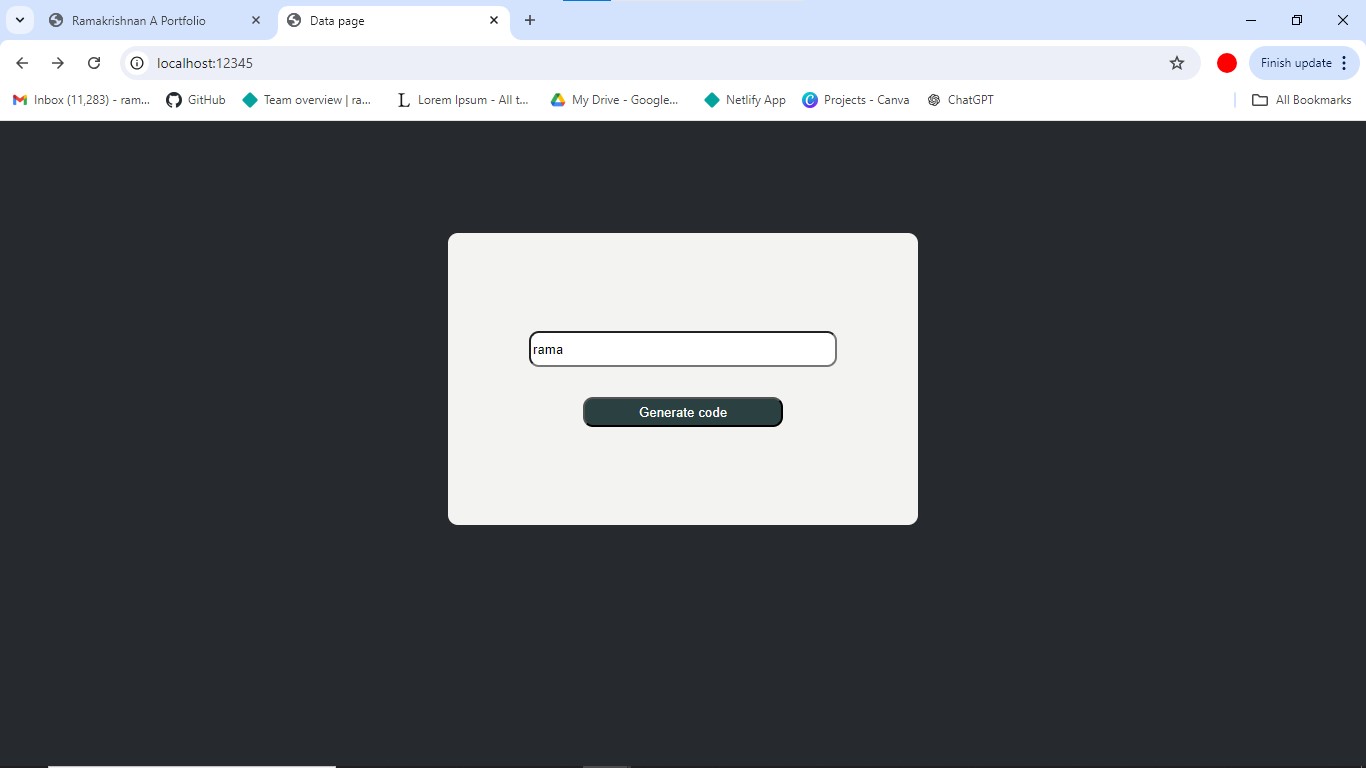 Ramakrishnan A Portfolio
Data page
localhost:12345
Finish update
Inbox (11,283) - ram...
GitHub
Team overview | ra...
L
Lorem Ipsum - All t...
My Drive - Google...
Netlify App
C
Projects - Canva
ChatGPT
All Bookmarks
rama
Generate code